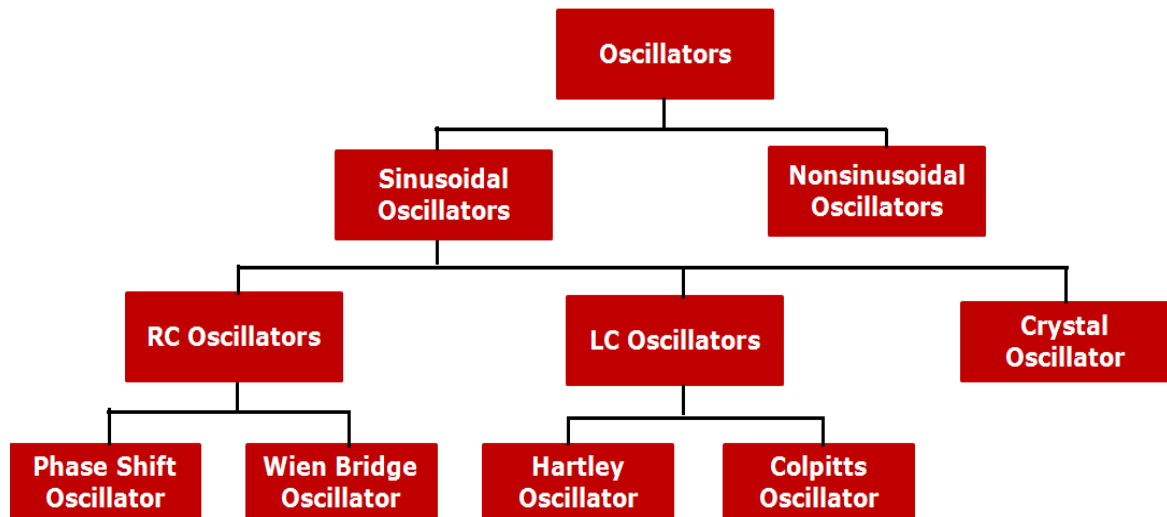 Oscillators
Sinusoidal
Oscillators
Nonsinusoidal
Oscillators
RC Oscillators
LC Oscillators
Crystal
Oscillator
Phase Shift
Oscillator
Wien Bridge
Oscillator
Hartley
Oscillator
Colpitts
Oscillator